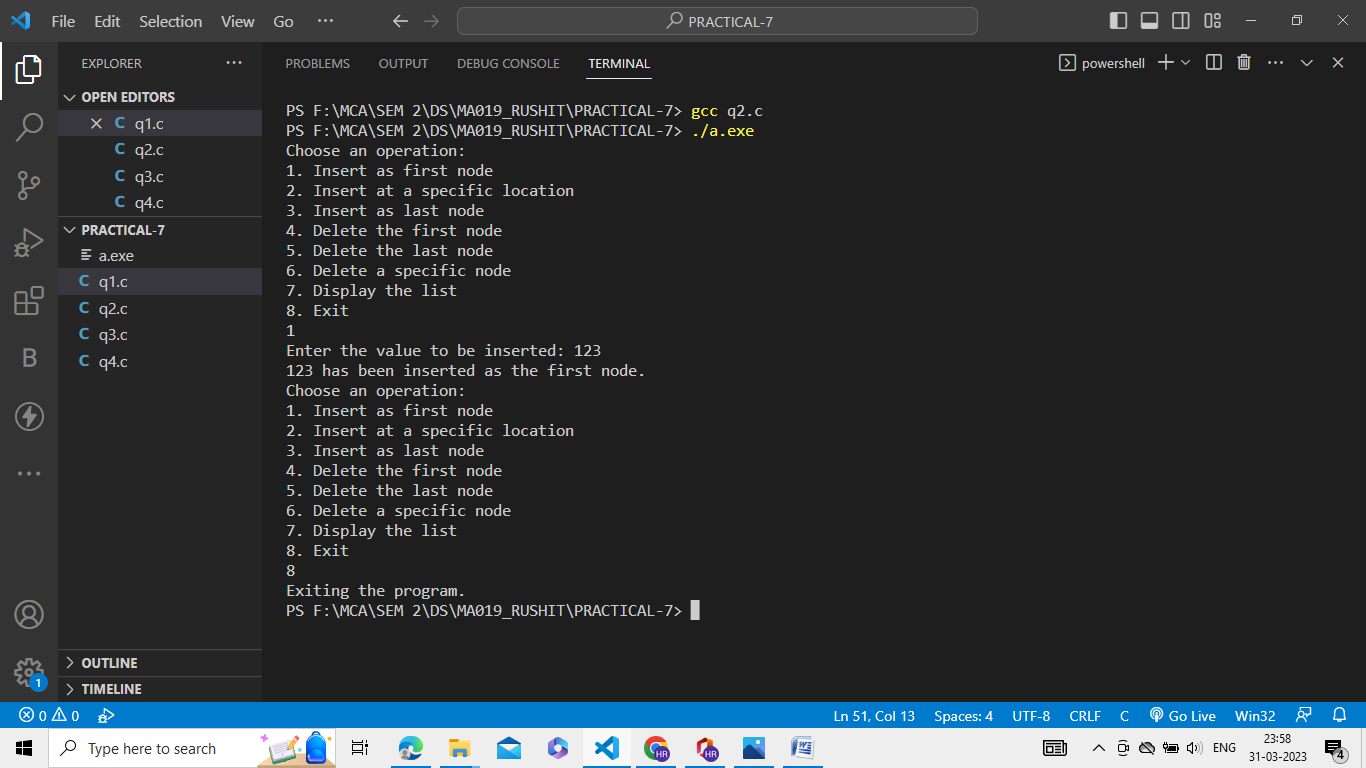 File Edit Selection View Go ··· PRACTICAL-7
EXPLORER ···
OPEN EDITORS
C q1.c
C q2.c
C q3.c
C q4.c
PRACTICAL-7
a.exe
C q1.c
C q2.c
C q3.c
C q4.c
B
1
OUTLINE
TIMELINE
PROBLEMS OUTPUT DEBUG CONSOLE TERMINAL powershell
PS F:\MCA\SEM 2\DS\MA019_RUSHIT\PRACTICAL-7> gcc q2.c
PS F:\MCA\SEM 2\DS\MA019_RUSHIT\PRACTICAL-7> ./a.exe
Choose an operation:
1. Insert as first node
2. Insert at a specific location
3. Insert as last node
4. Delete the first node
5. Delete the last node
6. Delete a specific node
7. Display the list
8. Exit
1
Enter the value to be inserted: 123
123 has been inserted as the first node.
Choose an operation:
1. Insert as first node
2. Insert at a specific location
3. Insert as last node
4. Delete the first node
5. Delete the last node
6. Delete a specific node
7. Display the list
8. Exit
8
Exiting the program.
PS F:\MCA\SEM 2\DS\MA019_RUSHIT\PRACTICAL-7>
0 0 Ln 51, Col 13 Spaces: 4 UTF-8 CRLF C Go Live Win32
Type here to search HR HR ENG 23:58
31-03-2023 4